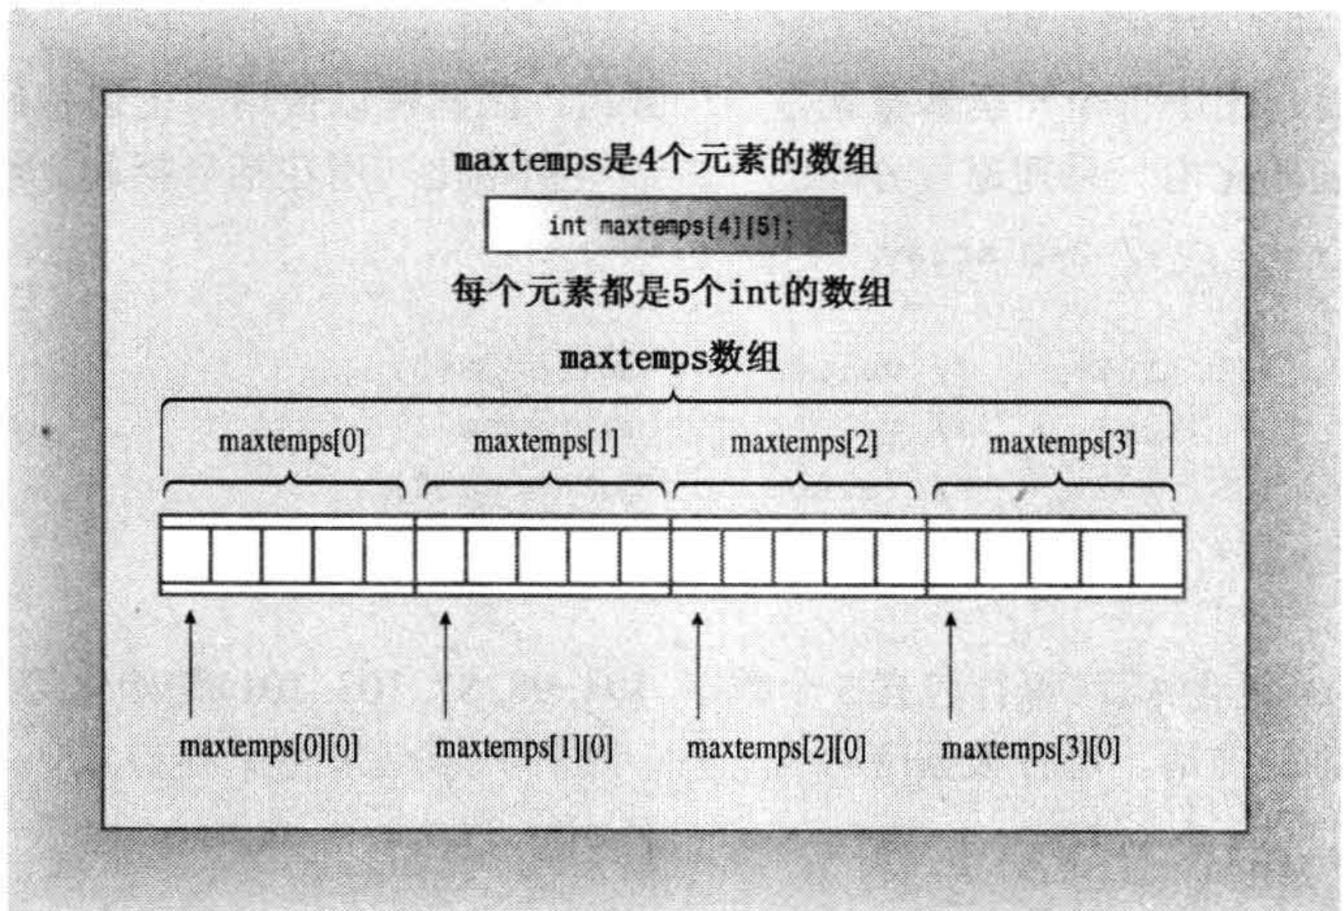 maxtemps是4个元素的数组
int maxtemps[4][5];
每个元素都是5个int的数组
maxtemps数组
maxtemps[0] maxtemps[1] maxtemps[2] maxtemps[3]
maxtemps[0][0] maxtemps[1][0] maxtemps[2][0] maxtemps[3][0]